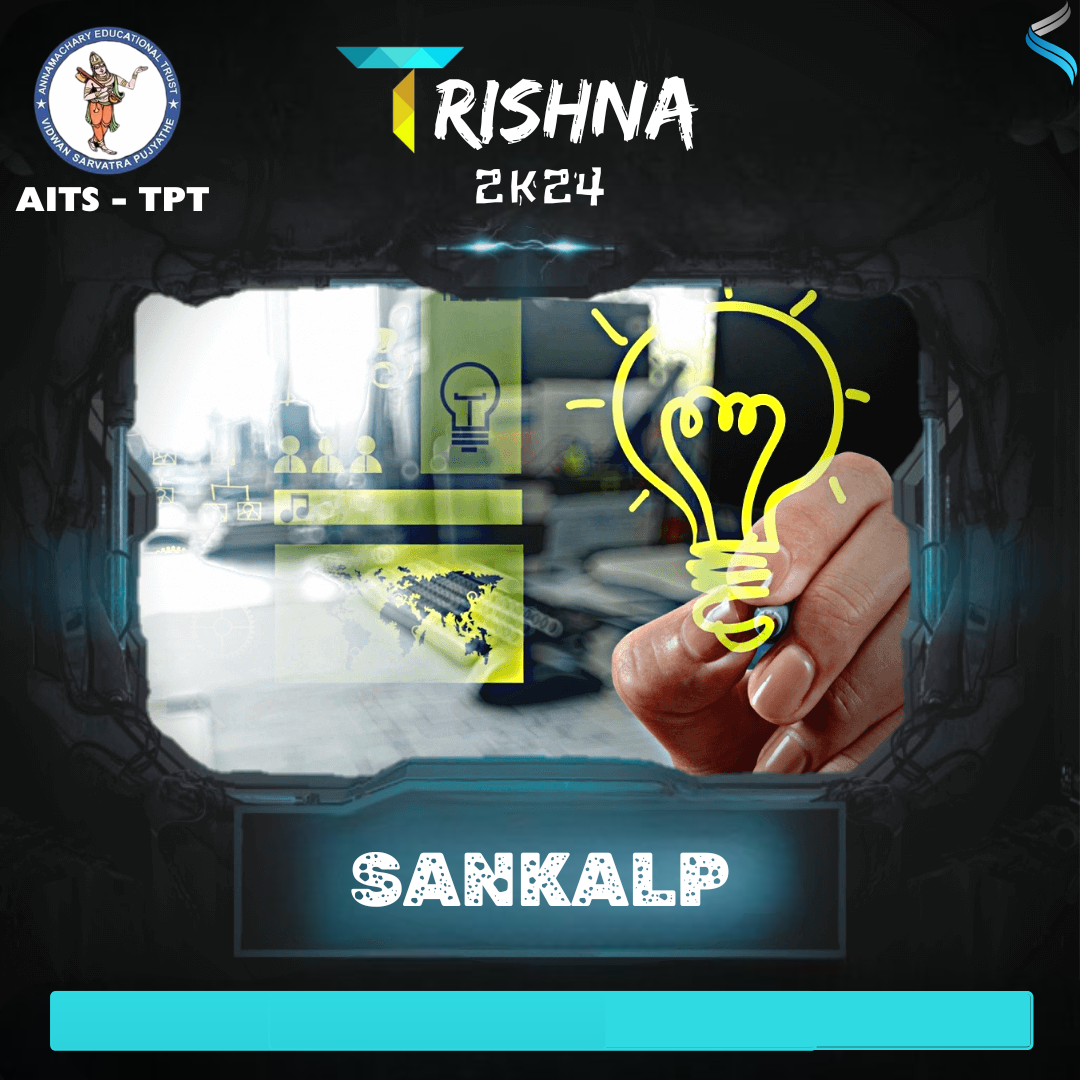 ANNAMACHARY EDUCATIONAL TRUST
VIDWAN SARVATRA PUJYATHE
AITS - TPT
TRISHNA
2K24
SANKALP